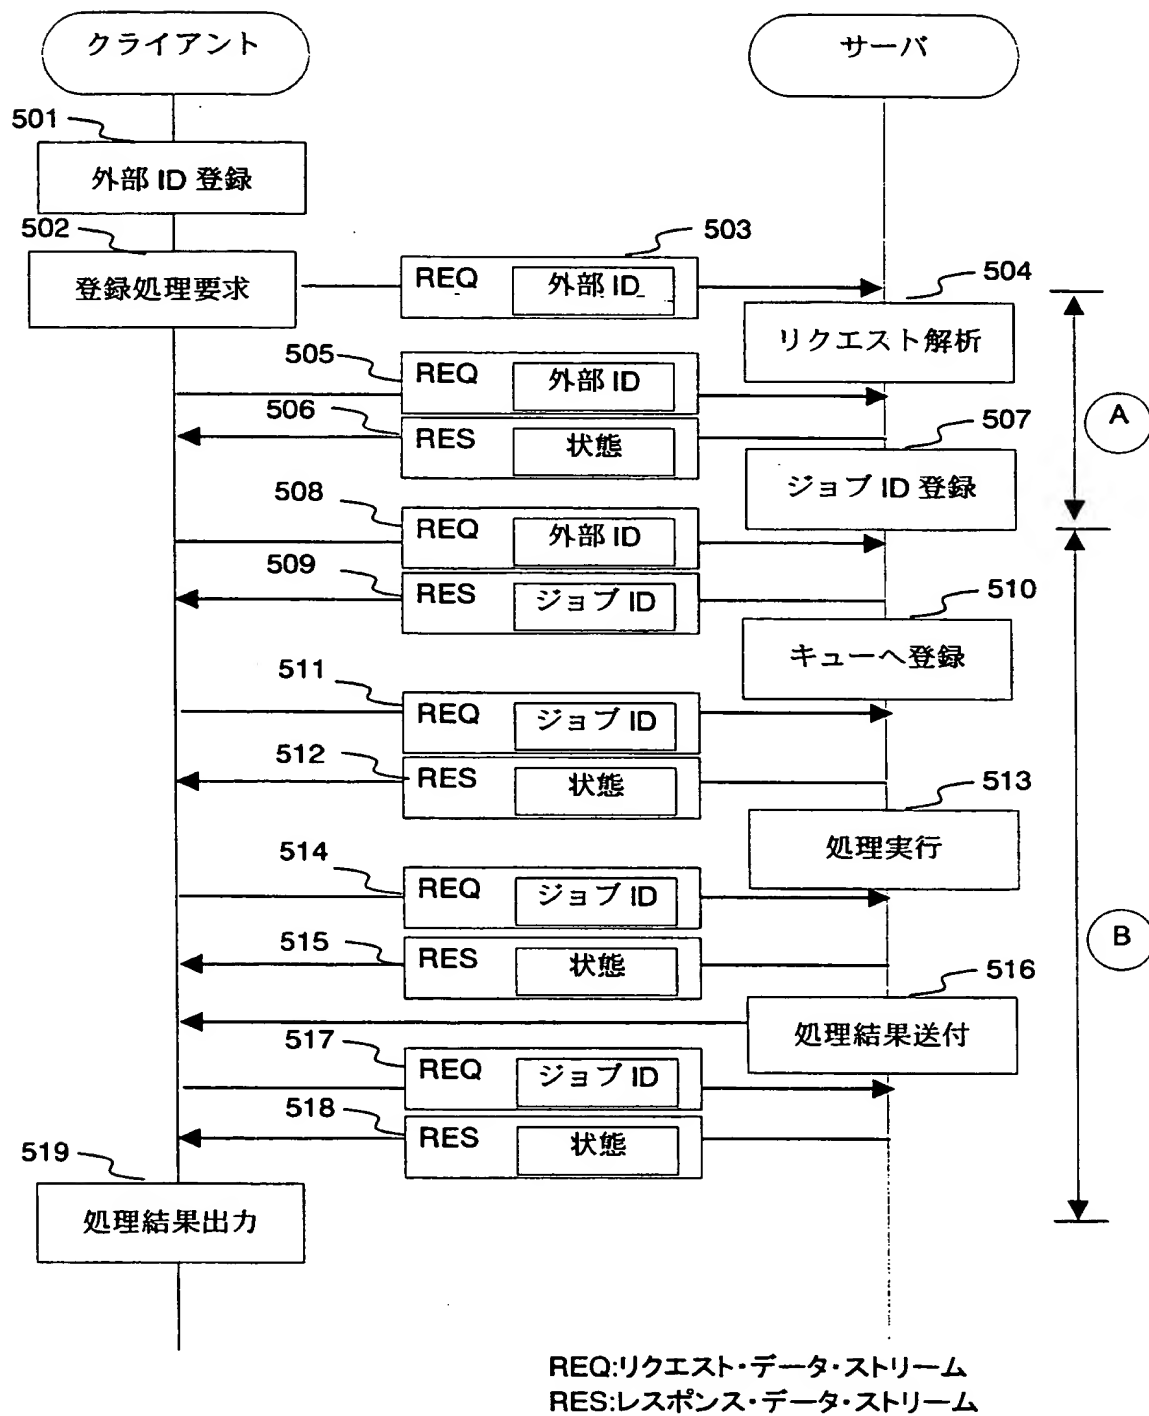 クライアント
サーバ
501
外部 ID 登録
502
登録処理要求
503
REQ 外部 ID
504
リクエスト解析
505
REQ 外部 ID
506
RES 状態
507
ジョブ ID 登録
A
508
REQ 外部 ID
509
RES ジョブ ID
510
キューへ登録
511
REQ ジョブ ID
512
RES 状態
513
処理実行
514
REQ ジョブ ID
515
RES 状態
B
516
処理結果送付
517
REQ ジョブ ID
518
RES 状態
519
処理結果出力
REQ:リクエスト・データ・ストリーム
RES:レスポンス・データ・ストリーム